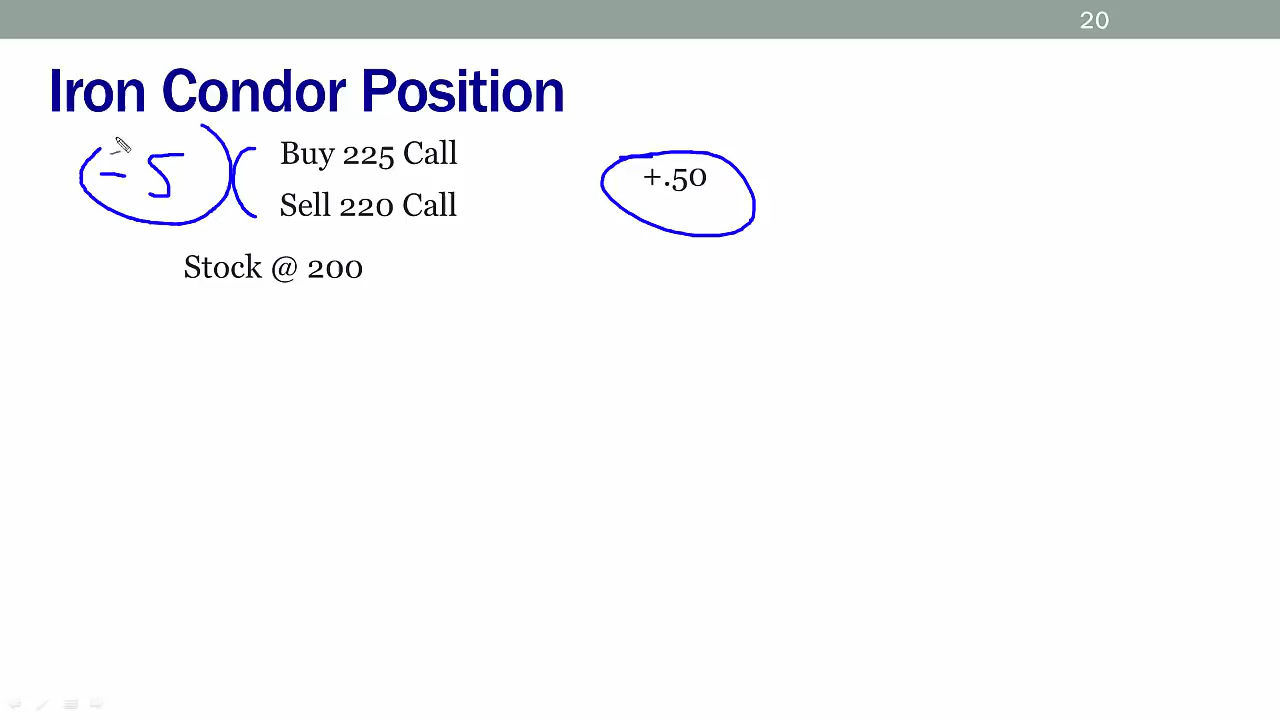 20
Iron Condor Position
- 5
Buy 225 Call
+.50
Sell 220 Call
Stock @ 200